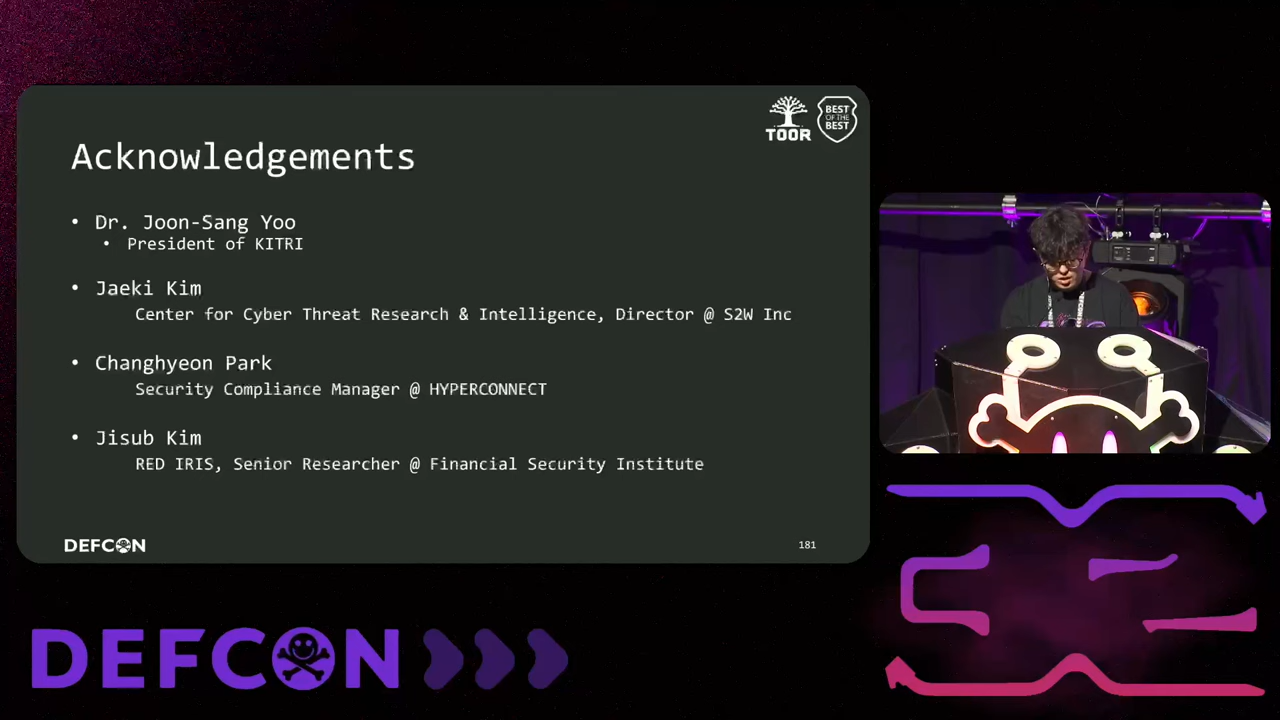 TOOR
BEST
OF THE
BEST
Acknowledgements
• Dr. Joon-Sang Yoo
• President of KITRI
• Jaeki Kim
Center for Cyber Threat Research & Intelligence, Director @ S2W Inc
• Changhyeon Park
Security Compliance Manager @ HYPERCONNECT
• Jisub Kim
RED IRIS, Senior Researcher @ Financial Security Institute
DEFCON
181
DEFCON